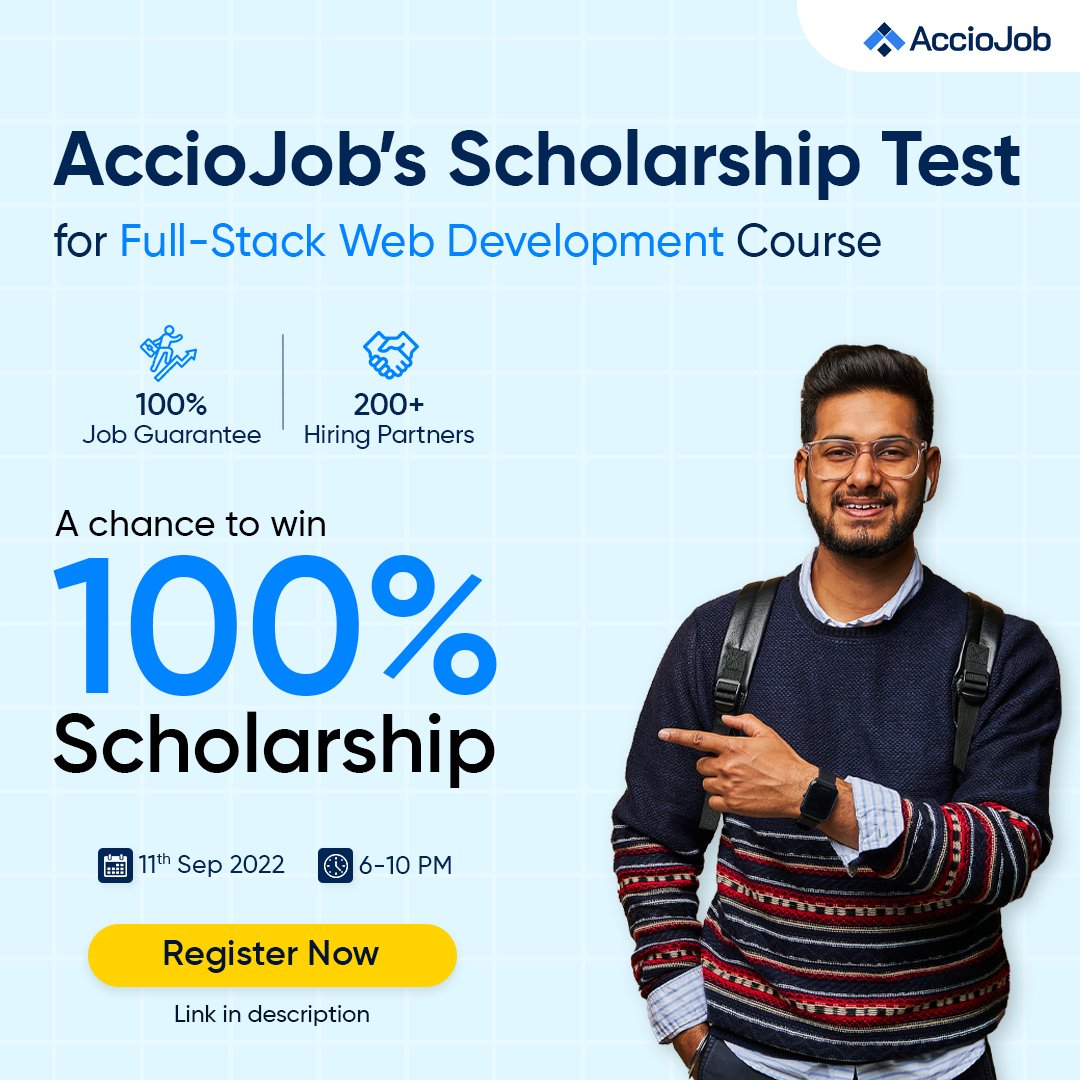 AccioJob
AccioJob's Scholarship Test
for Full-Stack Web Development Course
100%
Job Guarantee
200+
Hiring Partners
A chance to win
100%
Scholarship
11th Sep 2022
6-10 PM
Register Now
Link in description